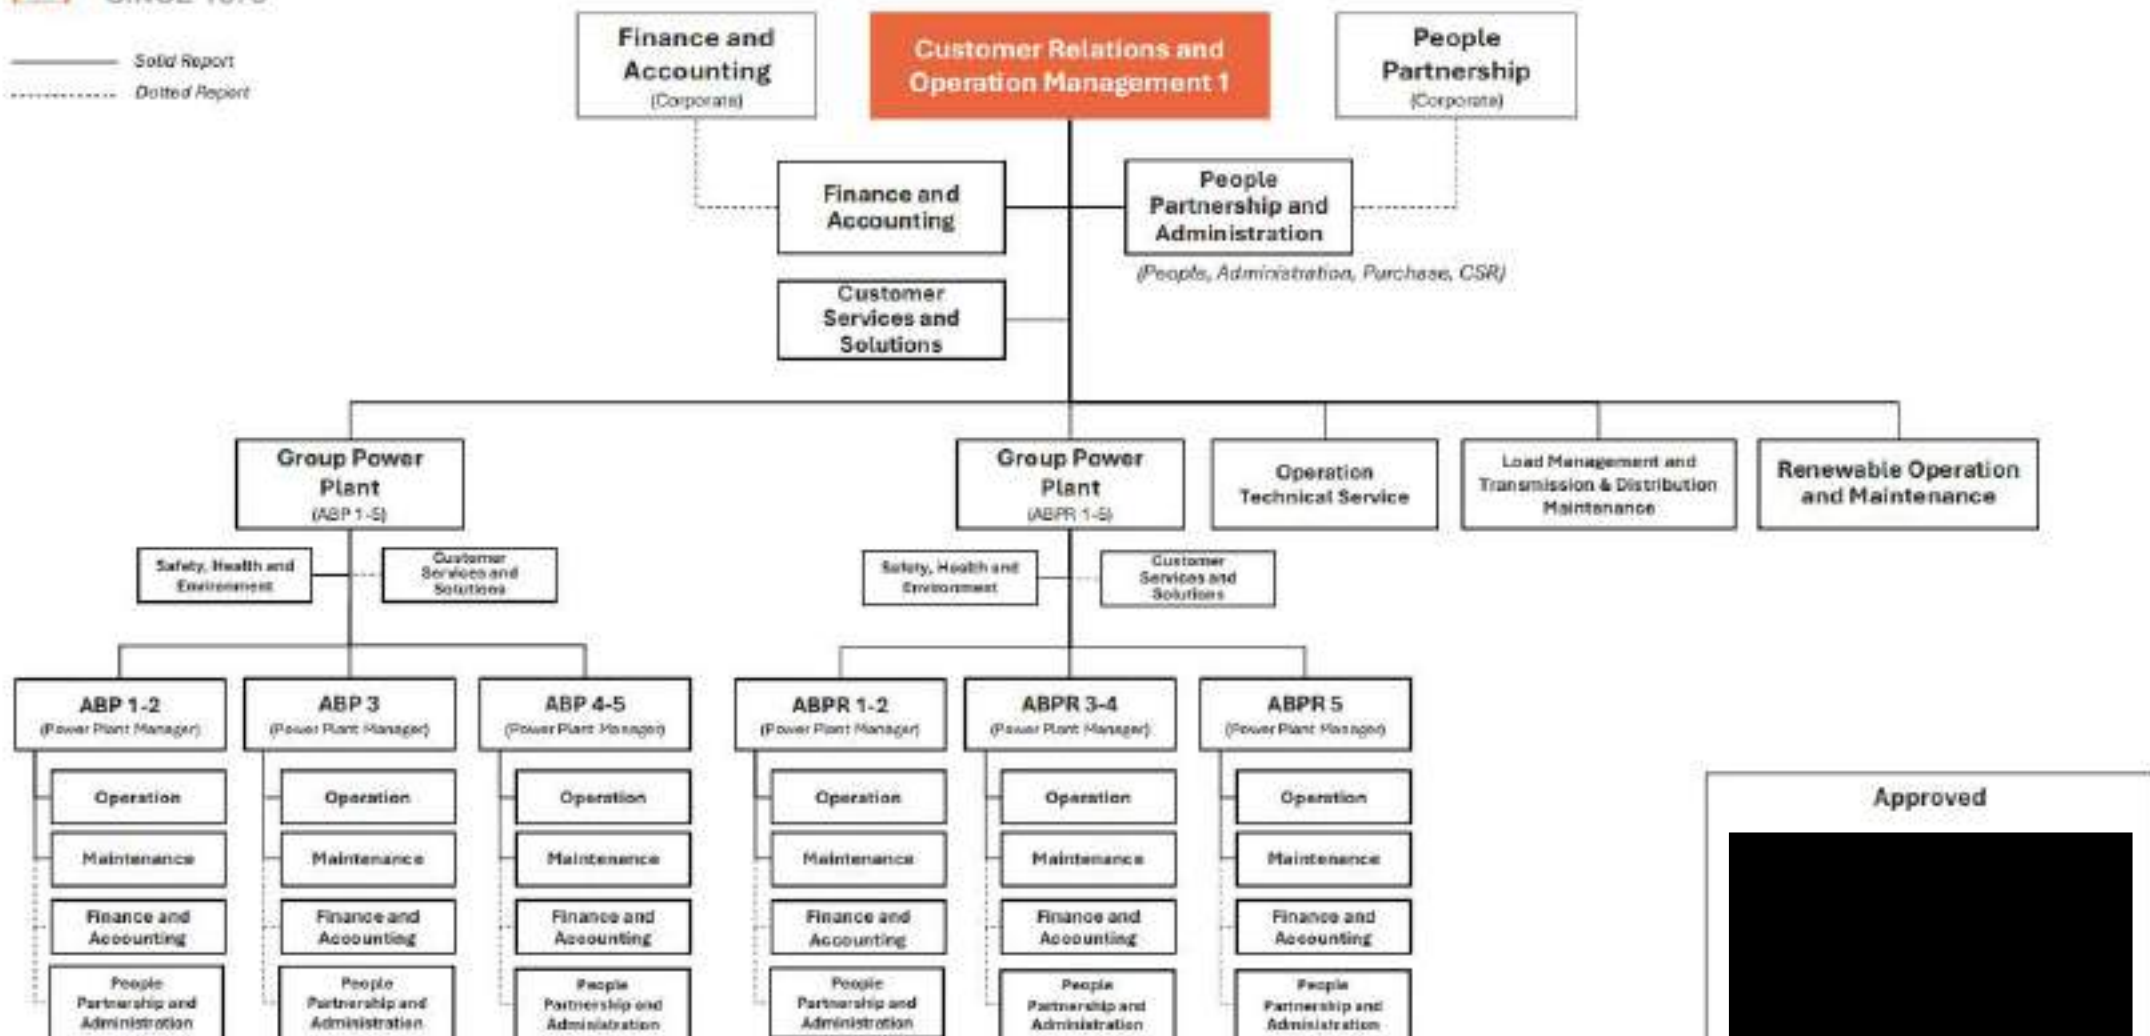 Solid Report
Dotted Report
Finance and
Accounting
(Corporate)
Customer Relations and
Operation Management 1
People
Partnership
(Corporate)
Finance and
Accounting
People
Partnership and
Administration
(People, Administration, Purchase, CSR)
Customer
Services and
Solutions
Group Power
Plant
(ABP 1-5)
Group Power
Plant
(ABPR 1-5)
Operation
Technical Service
Load Management and
Transmission & Distribution
Maintenance
Renewable Operation
and Maintenance
Safety, Health and
Environment
Customer
Services and
Solutions
Safety, Health and
Environment
Customer
Services and
Solutions
ABP 1-2
(Power Plant Manager)
ABP 3
(Power Plant Manager)
ABP 4-5
(Power Plant Manager)
ABPR 1-2
(Power Plant Manager)
ABPR 3-4
(Power Plant Manager)
ABPR 5
(Power Plant Manager)
Operation
Operation
Operation
Operation
Operation
Operation
Maintenance
Maintenance
Maintenance
Maintenance
Maintenance
Maintenance
Finance and
Accounting
Finance and
Accounting
Finance and
Accounting
Finance and
Accounting
Finance and
Accounting
Finance and
Accounting
People
Partnership and
Administration
People
Partnership and
Administration
People
Partnership and
Administration
People
Partnership and
Administration
People
Partnership and
Administration
People
Partnership and
Administration
Approved